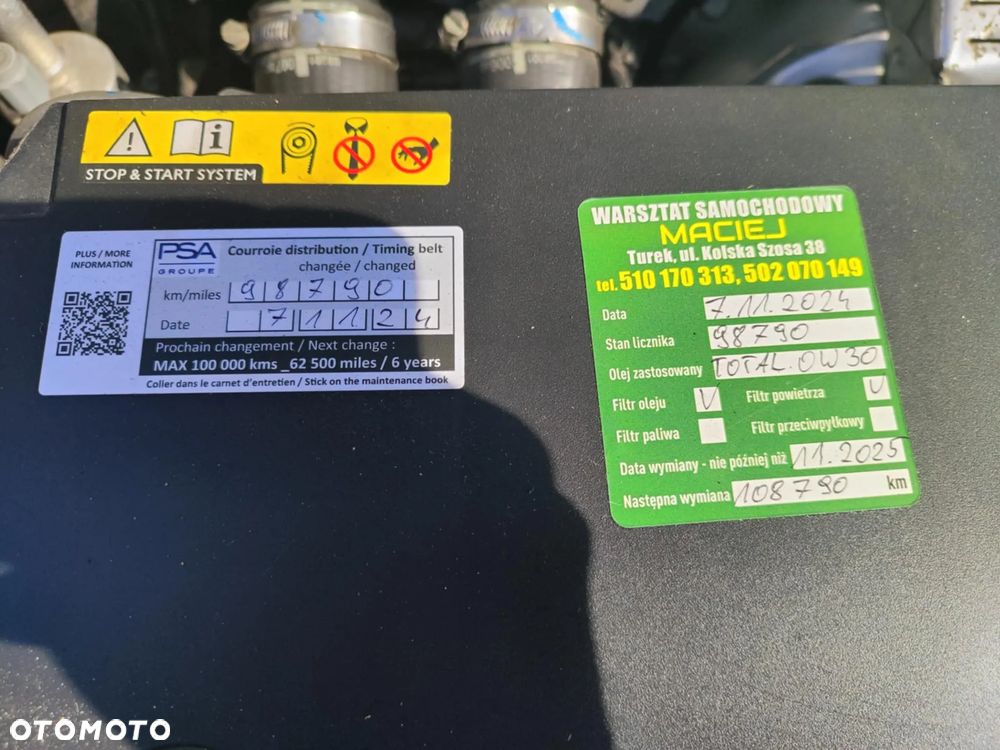 STOP & START SYSTEM
PLUS / MORE
INFORMATION
PSA
GROUPE
Courroie distribution / Timing belt
changée / changed
km/miles 98790
Date 7 11 24
Prochain changement / Next change :
MAX 100 000 kms _62 500 miles / 6 years
Coller dans le carnet d'entretien / Stick on the maintenance book
WARSZTAT SAMOCHODOWY
MACIEJ
Turek, ul. Kolska Szosa 38
tel. 510 170 313, 502 070 149
Data 7.11.2024
Stan licznika 98790
Olej zastosowany TOTAL.0W30
Filtr oleju V Filtr powietrza V
Filtr paliwa Filtr przeciwpyłkowy
Data wymiany - nie później niż 11.2025
Następna wymiana 108790 km
OTOMOTO